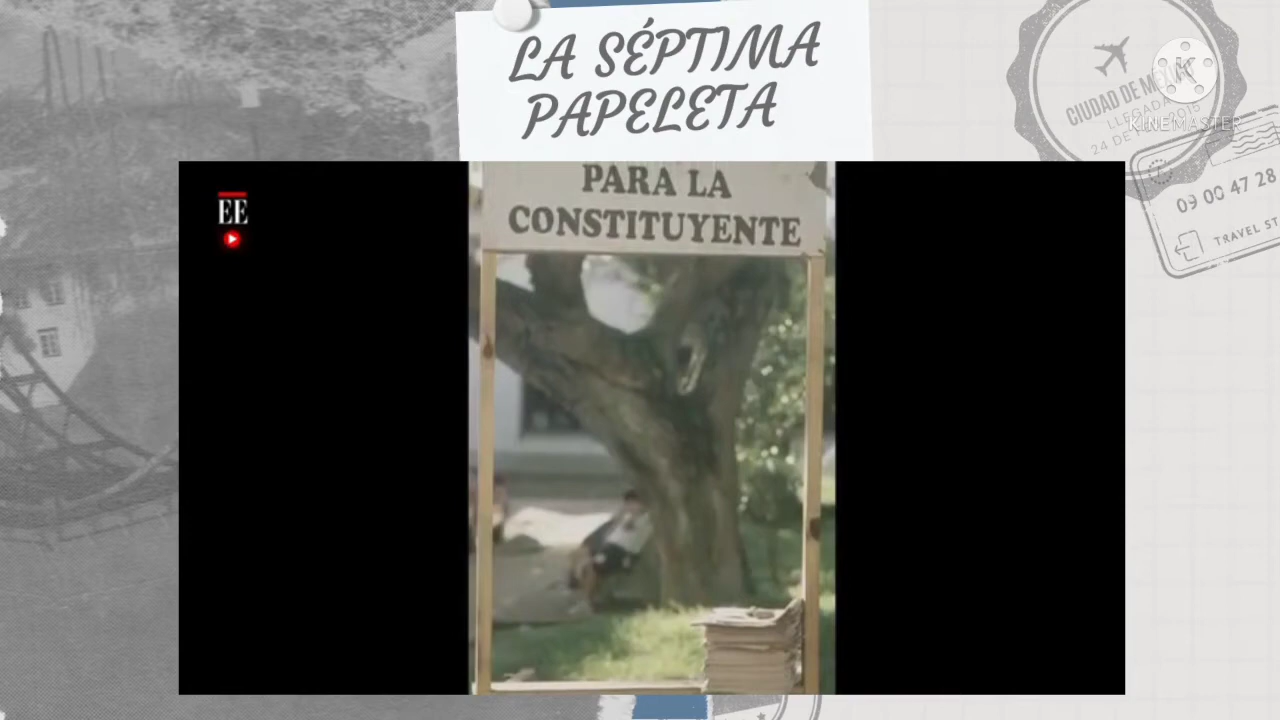 LA SÉPTIMA
PAPELETA
CIUDAD DE
LLEGADA
KINEMASTER
09 00 47 28
TRAVEL ST
EE
PARA LA
CONSTITUYENTE